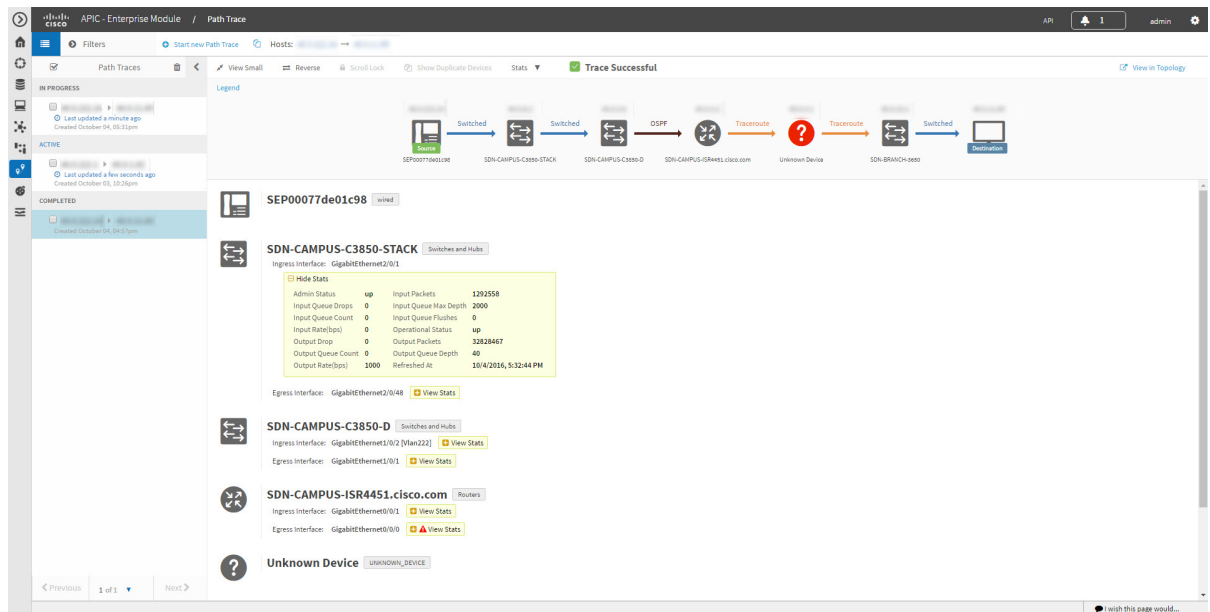 CISCO APIC - Enterprise Module / Path Trace API 1 admin
Filters Start new Path Trace Hosts:
Path Traces View Small Reverse Scroll Lock Show Duplicate Devices Stats ▼ Trace Successful View in Topology
IN PROGRESS
Legend
Last updated a minute ago
Created October 04, 05:31pm
ACTIVE
Last updated a few seconds ago
Created October 03, 10:26pm
COMPLETED
Created October 04, 04:57pm
Switched Switched OSPF Traceroute Traceroute Switched
Source Destination
SEP00077de01c98 SDN-CAMPUS-C3850-STACK SDN-CAMPUS-C3850-D SDN-CAMPUS-ISR4451.cisco.com Unknown Device SDN-BRANCH-3650
SEP00077de01c98 wired
SDN-CAMPUS-C3850-STACK Switches and Hubs
Ingress Interface: GigabitEthernet2/0/1
Hide Stats
Admin Status up Input Packets 1292558
Input Queue Drops 0 Input Queue Max Depth 2000
Input Queue Count 0 Input Queue Flushes 0
Input Rate(bps) 0 Operational Status up
Output Drop 0 Output Packets 32828467
Output Queue Count 0 Output Queue Depth 40
Output Rate(bps) 1000 Refreshed At 10/4/2016, 5:32:44 PM
Egress Interface: GigabitEthernet2/0/48 View Stats
SDN-CAMPUS-C3850-D Switches and Hubs
Ingress Interface: GigabitEthernet1/0/2 [Vlan222] View Stats
Egress Interface: GigabitEthernet1/0/1 View Stats
SDN-CAMPUS-ISR4451.cisco.com Routers
Ingress Interface: GigabitEthernet0/0/1 View Stats
Egress Interface: GigabitEthernet0/0/0 View Stats
Unknown Device UNKNOWN_DEVICE
Previous 1 of 1 ▼ Next
I wish this page would...